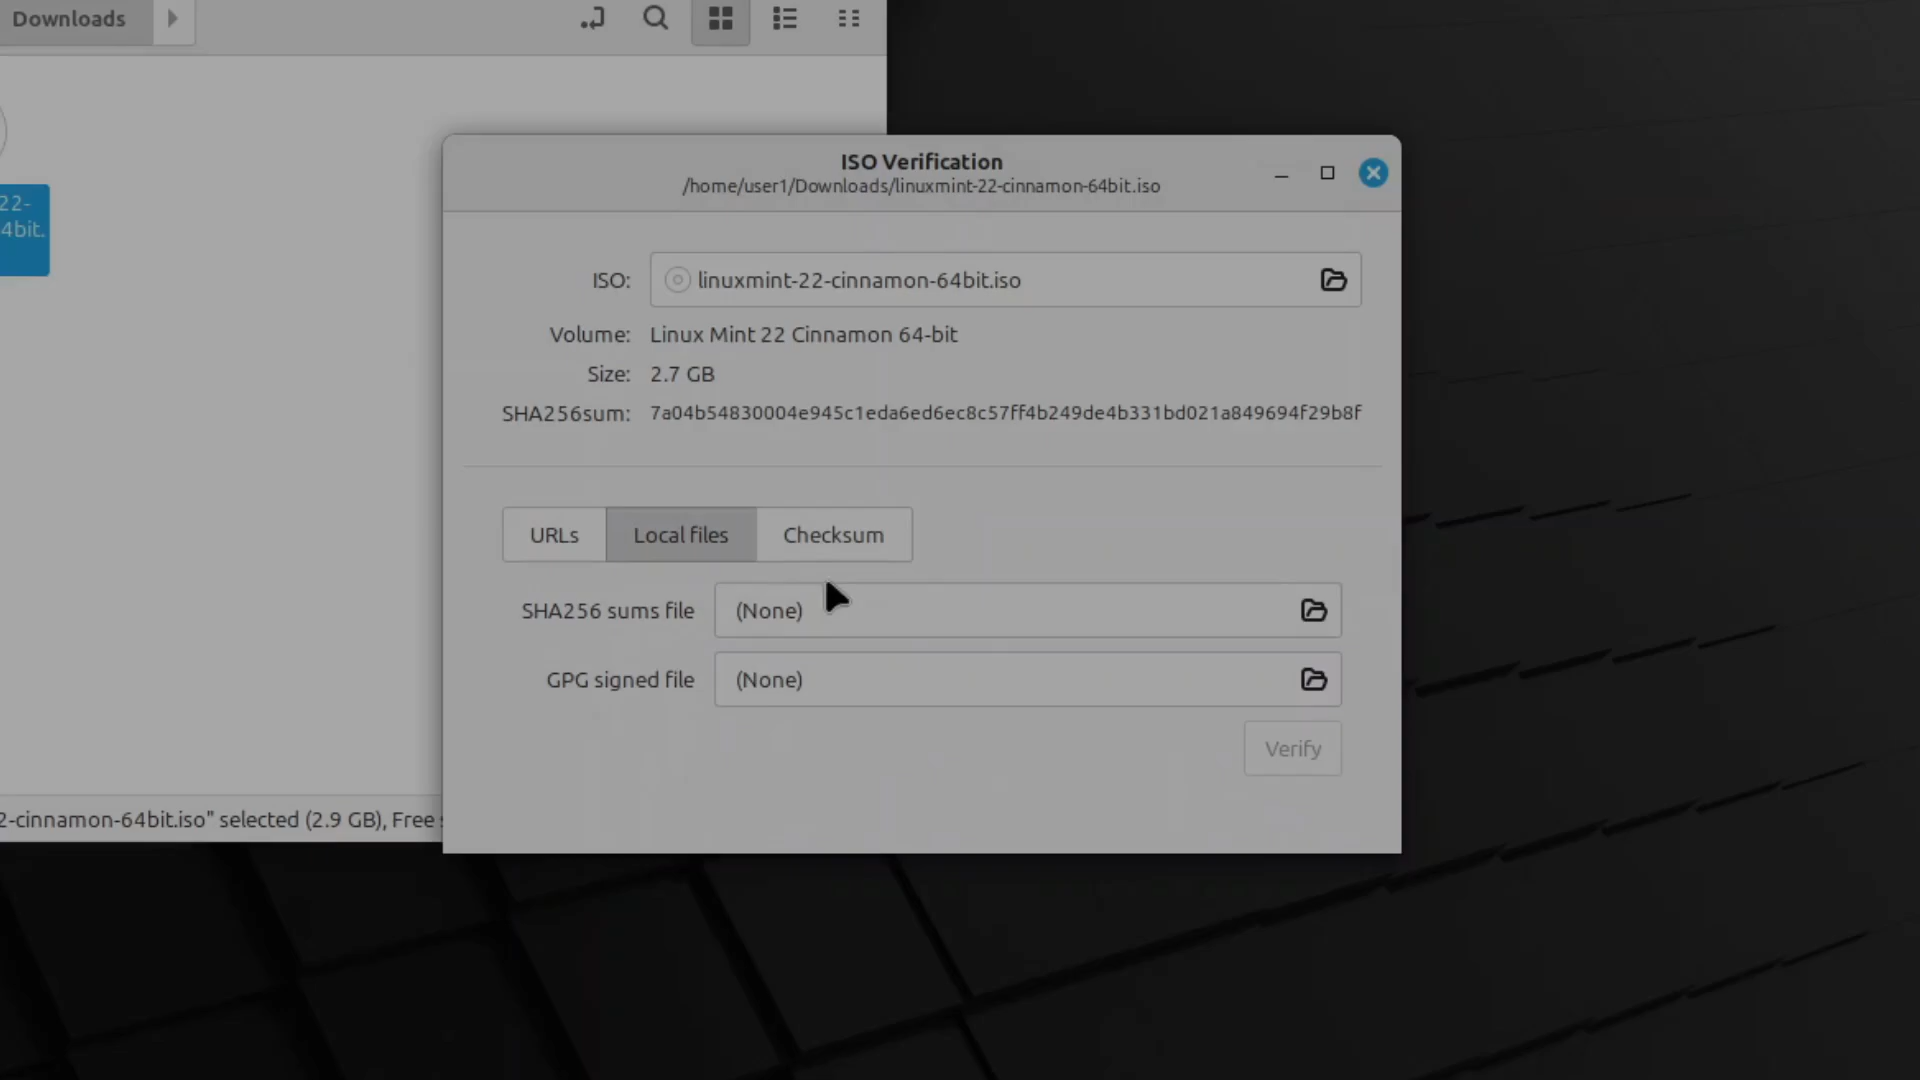 Downloads
22-
4bit.
2-cinnamon-64bit.iso" selected (2.9 GB), Free
ISO Verification
/home/user1/Downloads/linuxmint-22-cinnamon-64bit.iso
ISO: linuxmint-22-cinnamon-64bit.iso
Volume: Linux Mint 22 Cinnamon 64-bit
Size: 2.7 GB
SHA256sum: 7a04b54830004e945c1eda6ed6ec8c57ff4b249de4b331bd021a849694f29b8f
URLs Local files Checksum
SHA256 sums file (None)
GPG signed file (None)
Verify